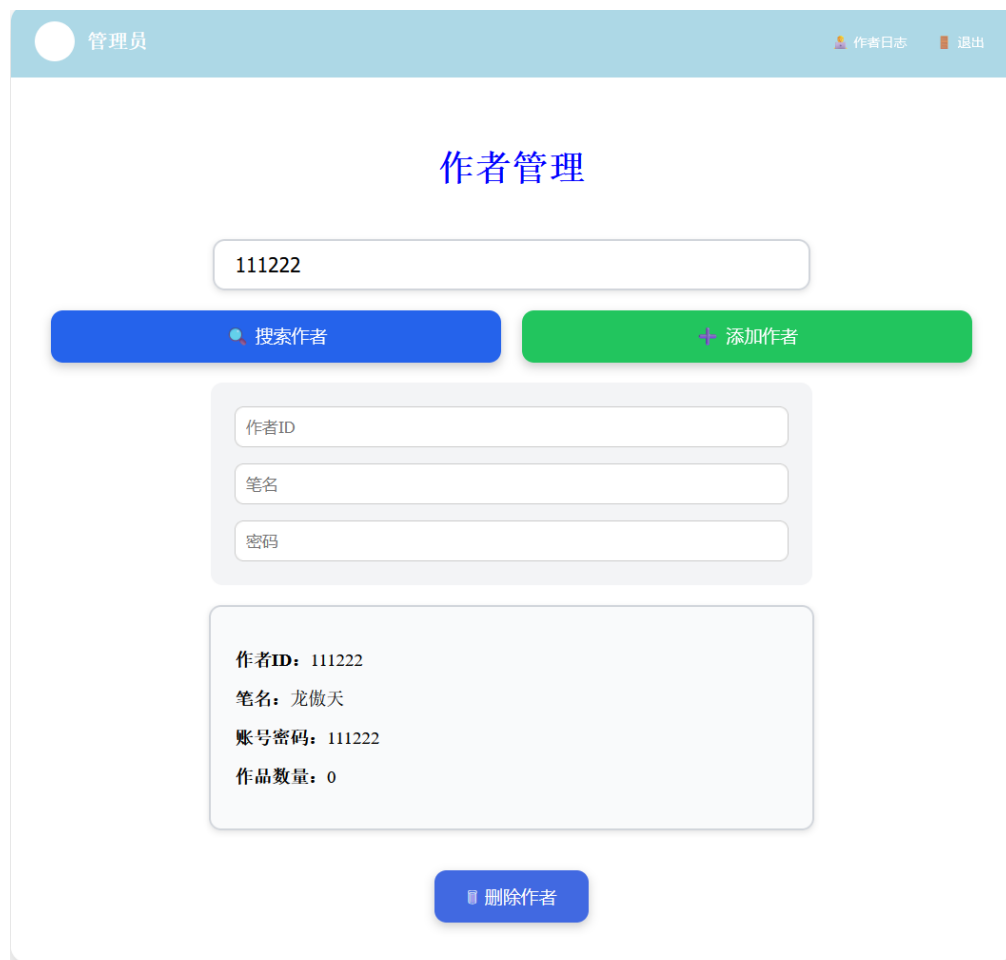 管理员
作者日志
退出
作者管理
111222
搜索作者
添加作者
作者ID
笔名
密码
作者ID：111222
笔名：龙傲天
账号密码：111222
作品数量：0
删除作者